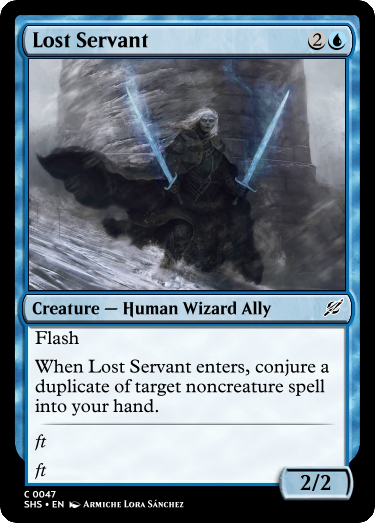 Lost Servant 2
Creature — Human Wizard Ally
Flash
When Lost Servant enters, conjure a
duplicate of target noncreature spell
into your hand.
ft
ft
2/2
C 0047
SHS • EN Armiche Lora Sánchez